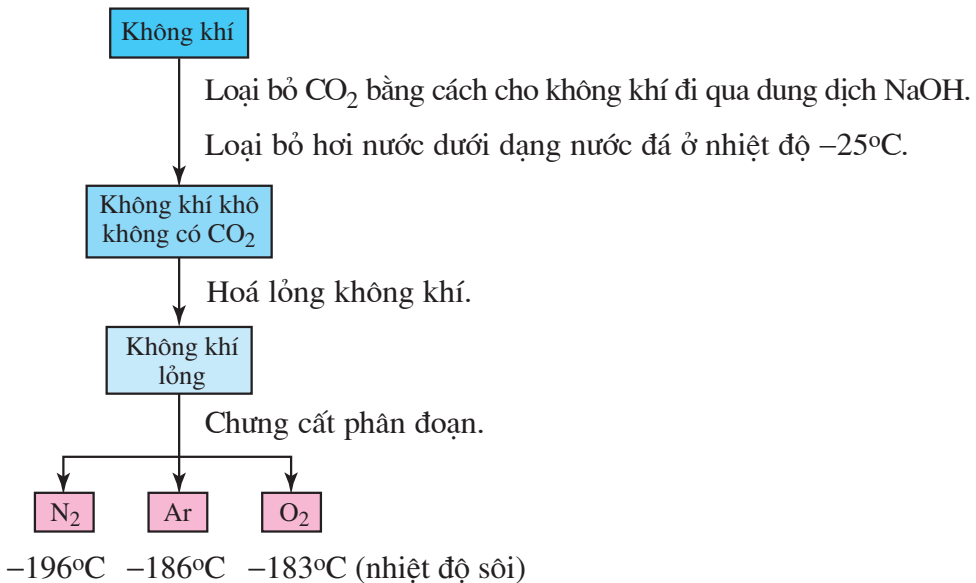 Không khí
Loại bỏ CO₂ bằng cách cho không khí đi qua dung dịch NaOH.
Loại bỏ hơi nước dưới dạng nước đá ở nhiệt độ –25ºC.
Không khí khô
không có CO₂
Hoá lỏng không khí.
Không khí
lỏng
Chưng cất phân đoạn.
N₂ Ar O₂
–196ºC –186ºC –183ºC (nhiệt độ sôi)